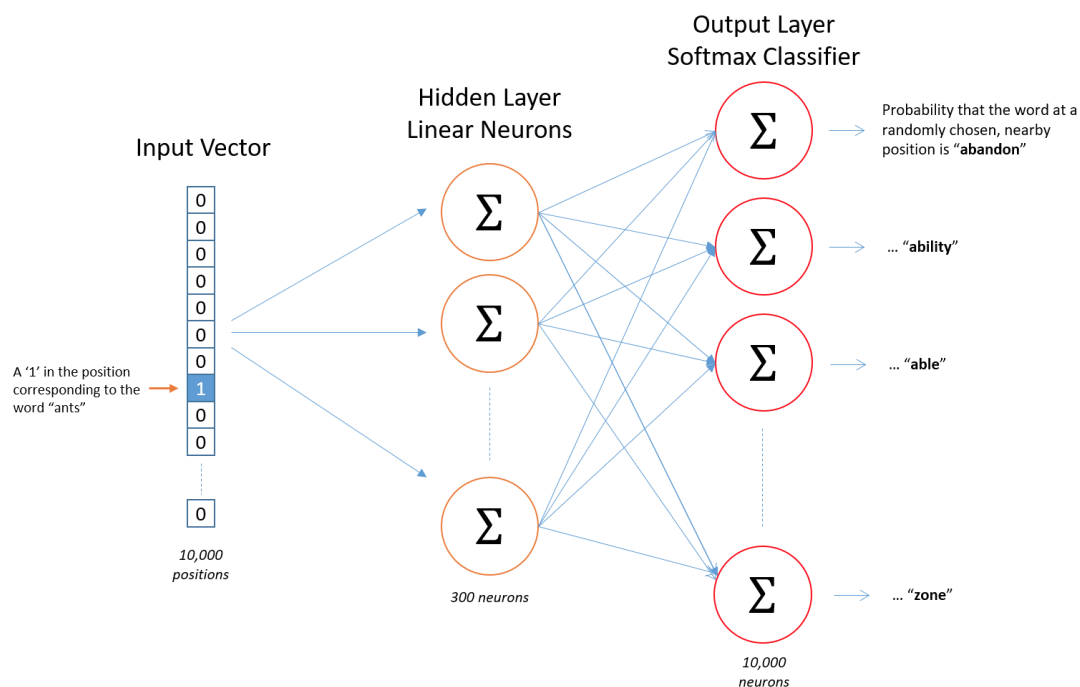 Output Layer
Softmax Classifier
Hidden Layer
Linear Neurons
Input Vector
0
0
0
0
0
0
0
1
0
0
0
A ‘1’ in the position
corresponding to the
word “ants”
10,000
positions
Σ
Σ
Σ
300 neurons
Σ
Σ
Σ
Σ
10,000
neurons
Probability that the word at a
randomly chosen, nearby
position is “abandon”
... “ability”
... “able”
... “zone”